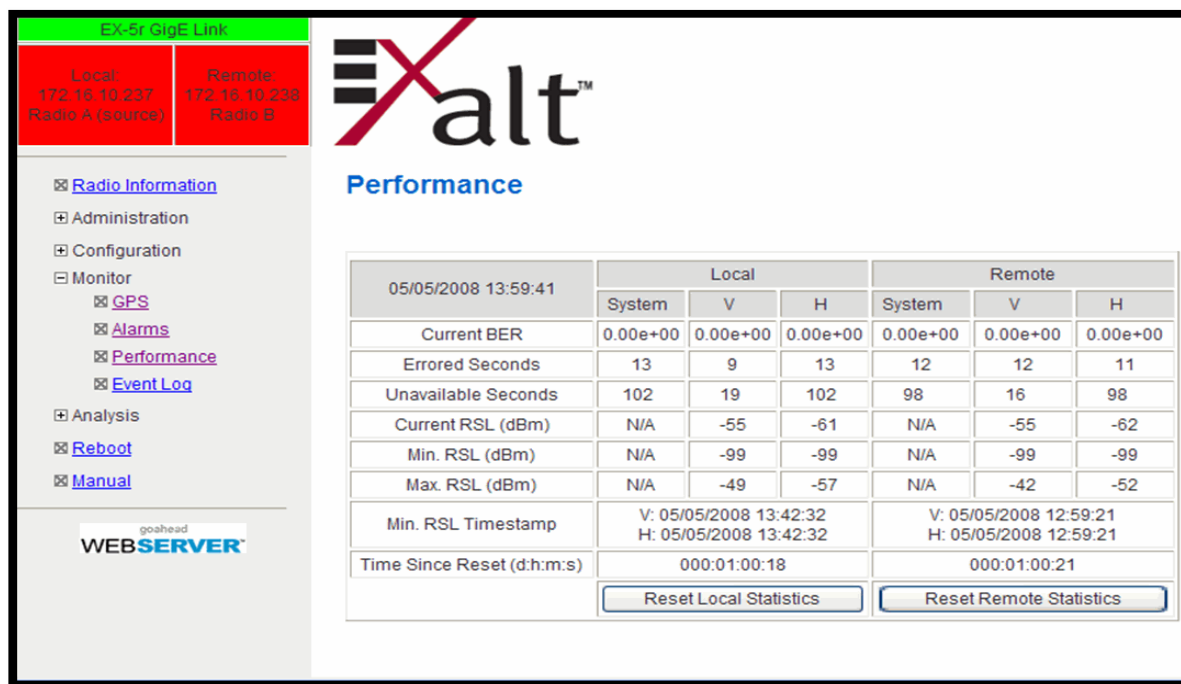 EX-5r GigE Link
Local:
172.16.10.237
Radio A (source)
Remote:
172.16.10.238
Radio B
Radio Information
Administration
Configuration
Monitor
GPS
Alarms
Performance
Event Log
Analysis
Reboot
Manual
goahead
WEBSERVER™
EXalt™
Performance
05/05/2008 13:59:41 Local Remote
System V H System V H
Current BER 0.00e+00 0.00e+00 0.00e+00 0.00e+00 0.00e+00 0.00e+00
Errored Seconds 13 9 13 12 12 11
Unavailable Seconds 102 19 102 98 16 98
Current RSL (dBm) N/A -55 -61 N/A -55 -62
Min. RSL (dBm) N/A -99 -99 N/A -99 -99
Max. RSL (dBm) N/A -49 -57 N/A -42 -52
Min. RSL Timestamp V: 05/05/2008 13:42:32 V: 05/05/2008 12:59:21
H: 05/05/2008 13:42:32 H: 05/05/2008 12:59:21
Time Since Reset (d:h:m:s) 000:01:00:18 000:01:00:21
Reset Local Statistics Reset Remote Statistics